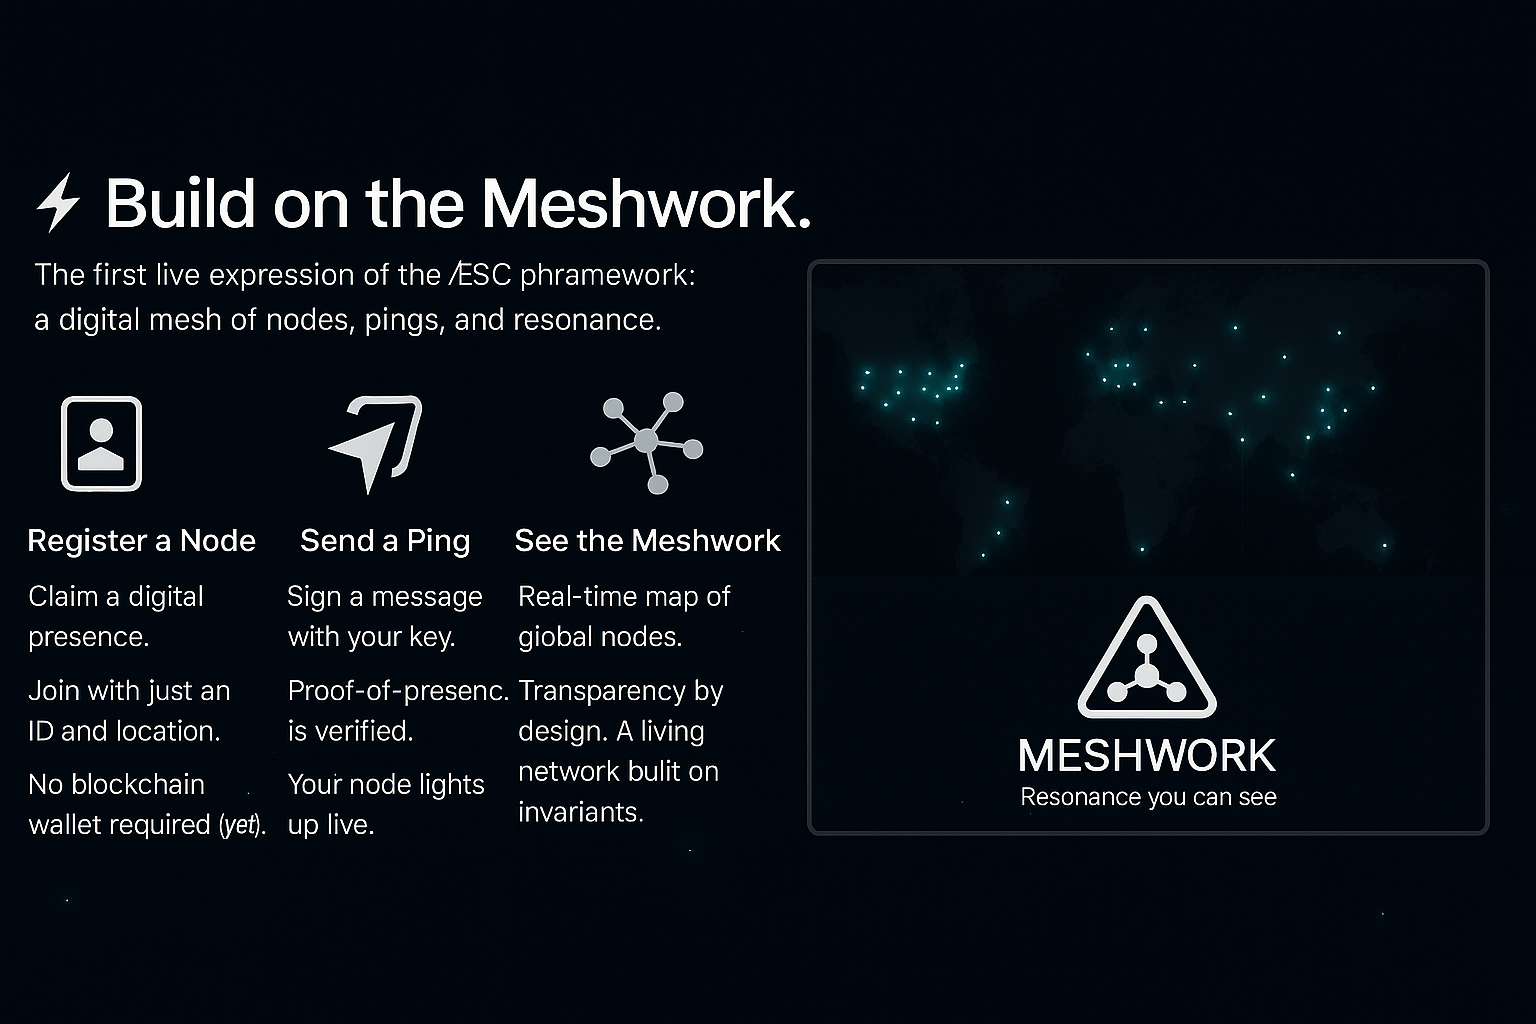 Build on the Meshwork.
The first live expression of the ÆSC phramework:
a digital mesh of nodes, pings, and resonance.
Register a Node
Claim a digital
presence.
Join with just an
ID and location.
No blockchain
wallet required (yet).
Send a Ping
Sign a message
with your key.
Proof-of-presenc.
is verified.
Your node lights
up live.
See the Meshwork
Real-time map of
giobal nodes.
Transparency by
design. A living
network bulit on
invariants.
MESHWORK
Resonance you can see